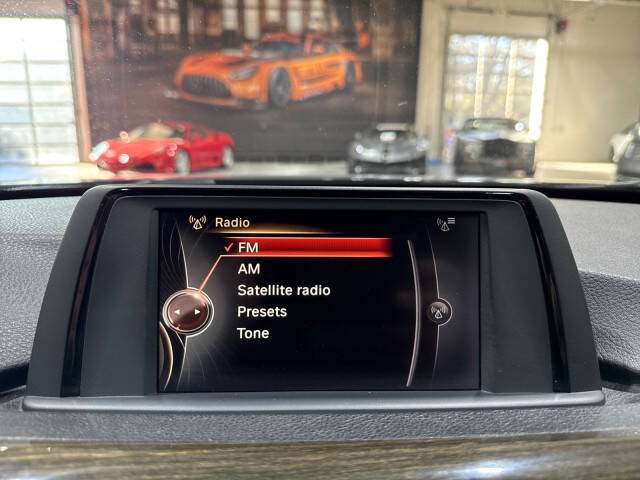 Radio
FM
AM
Satellite radio
Presets
Tone